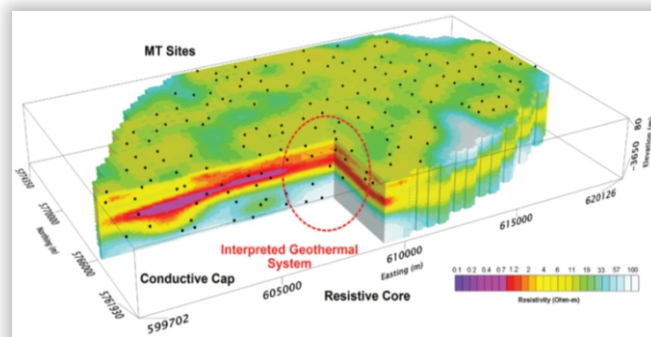 MT Sites
80
-3650
Elevation (m)
620126
615000
610000
Easting (m)
605000
599702
5761930
5766000
5770000
Northing (m)
Interpreted Geothermal
System
Conductive Cap
Resistive Core
0.1 0.2 0.4 0.7 1.2 2 4 6 11 19 33 57 100
Resistivity (Ohm-m)